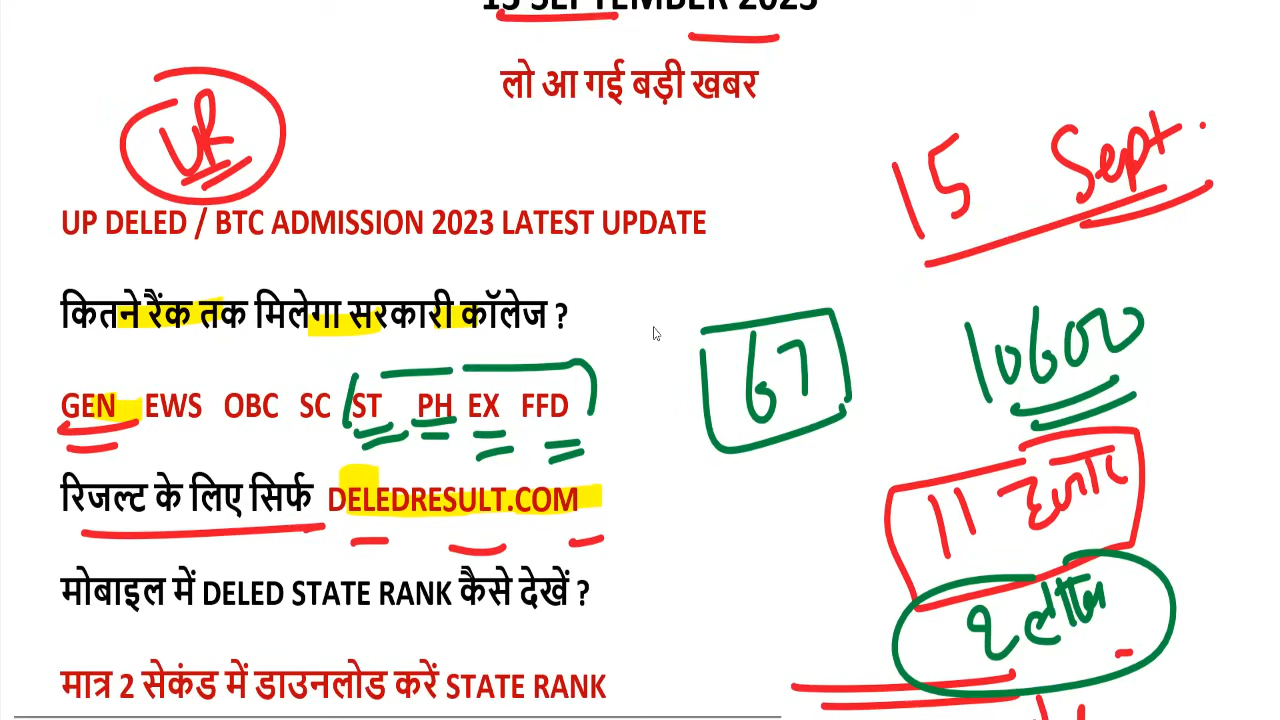 15 SEPTEMBER 2023
लो आ गई बड़ी खबर
UR
15 Sept.
UP DELED / BTC ADMISSION 2023 LATEST UPDATE
कितने रैंक तक मिलेगा सरकारी कॉलेज ?
67
10600
GEN EWS OBC SC ST PH EX FFD
11 हजार
रिजल्ट के लिए सिर्फ DELEDRESULT.COM
मोबाइल में DELED STATE RANK कैसे देखें ?
लाख
मात्र 2 सेकंड में डाउनलोड करें STATE RANK